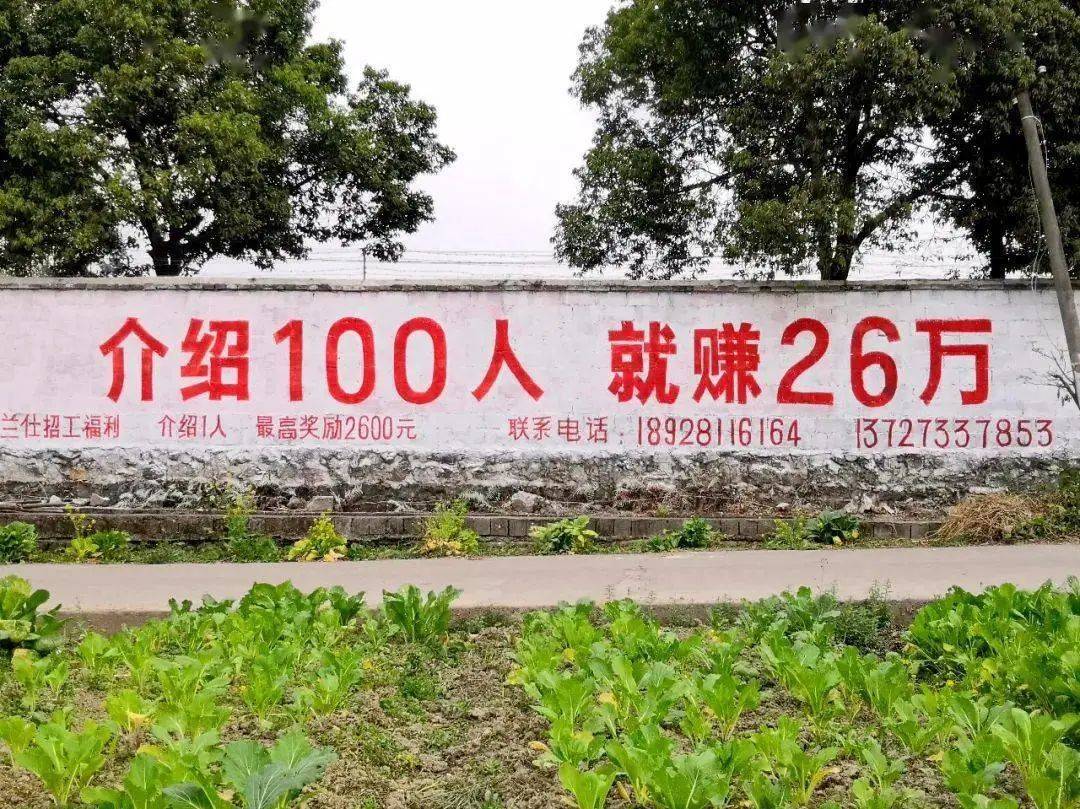 介绍100人 就赚26万
兰仕招工福利 介绍1人 最高奖励2600元 联系电话:18928116164 13727337853